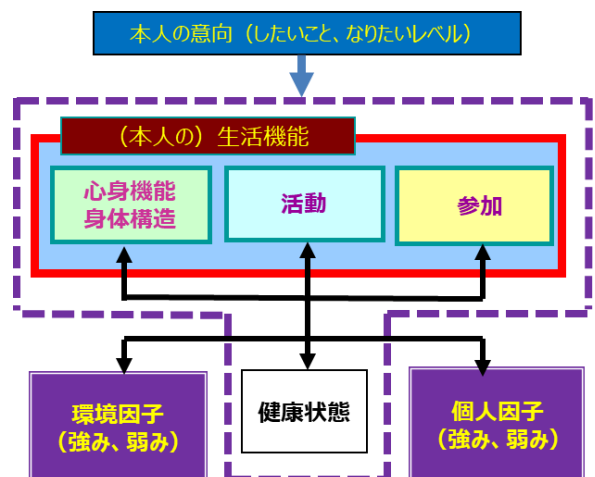 本人の意向（したいこと、なりたいレベル）
（本人の）生活機能
心身機能
身体構造
活動
参加
環境因子
（強み、弱み）
健康状態
個人因子
（強み、弱み）